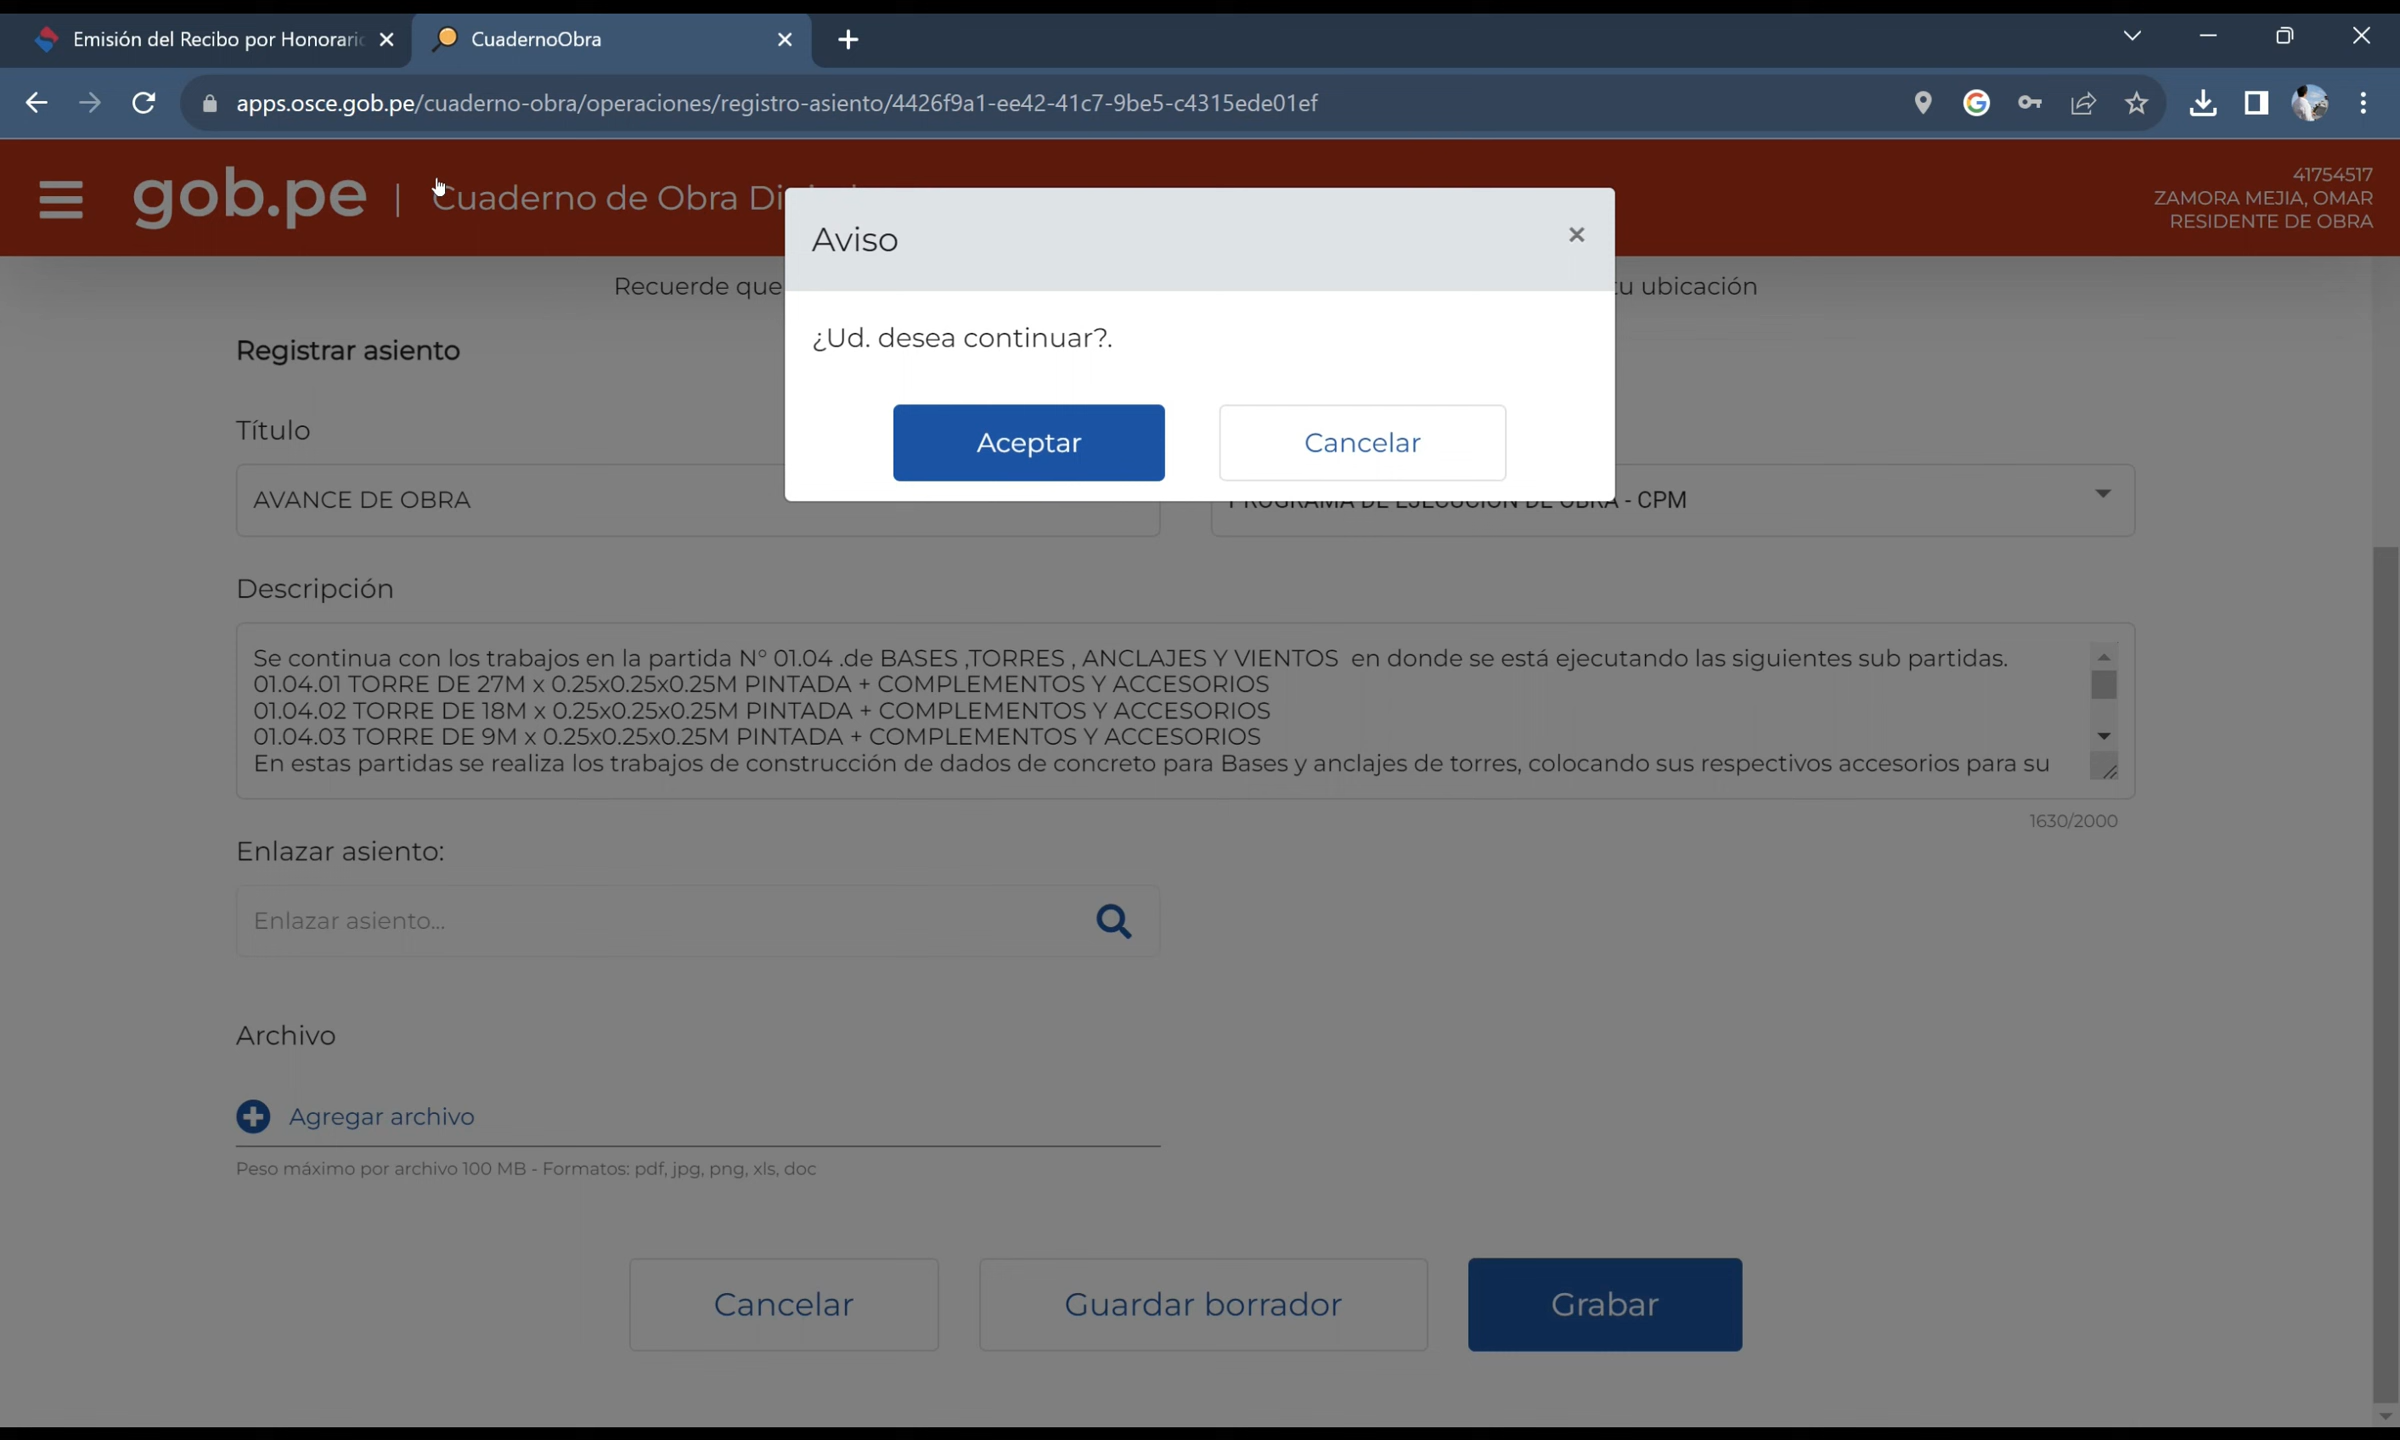 Emisión del Recibo por Honorari
CuadernoObra
apps.osce.gob.pe/cuaderno-obra/operaciones/registro-asiento/4426f9a1-ee42-41c7-9be5-c4315ede01ef
gob.pe | Cuaderno de Obra Di
41754517
ZAMORA MEJIA, OMAR
RESIDENTE DE OBRA
Aviso
Recuerde que
u ubicación
¿Ud. desea continuar?.
Aceptar
Cancelar
Registrar asiento
Título
AVANCE DE OBRA
PROGRAMA DE EJECUCIÓN DE OBRA - CPM
Descripción
Se continua con los trabajos en la partida N° 01.04 .de BASES ,TORRES , ANCLAJES Y VIENTOS en donde se está ejecutando las siguientes sub partidas.
01.04.01 TORRE DE 27M x 0.25x0.25x0.25M PINTADA + COMPLEMENTOS Y ACCESORIOS
01.04.02 TORRE DE 18M x 0.25x0.25x0.25M PINTADA + COMPLEMENTOS Y ACCESORIOS
01.04.03 TORRE DE 9M x 0.25x0.25x0.25M PINTADA + COMPLEMENTOS Y ACCESORIOS
En estas partidas se realiza los trabajos de construcción de dados de concreto para Bases y anclajes de torres, colocando sus respectivos accesorios para su
1630/2000
Enlazar asiento:
Enlazar asiento...
Archivo
Agregar archivo
Peso máximo por archivo 100 MB - Formatos: pdf, jpg, png, xls, doc
Cancelar
Guardar borrador
Grabar